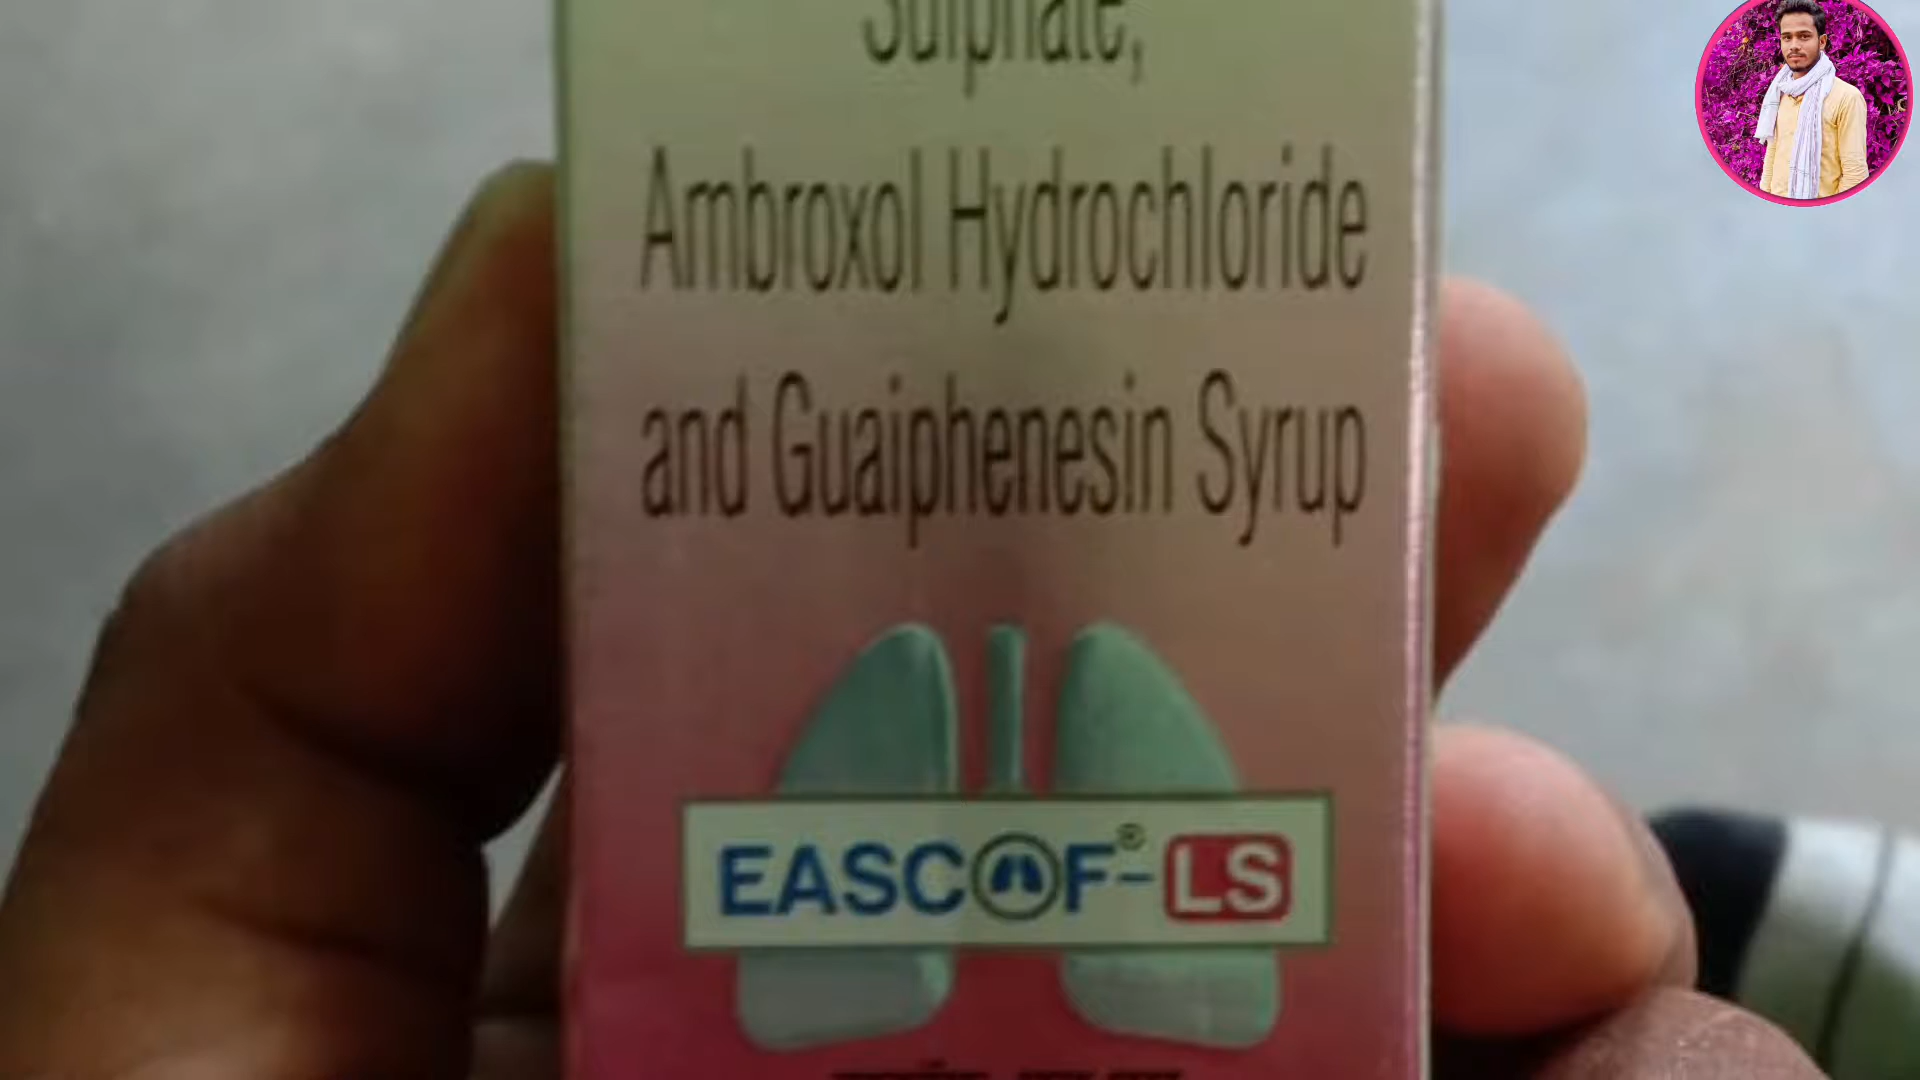 Sulphate,
Ambroxol Hydrochloride
and Guaiphenesin Syrup
EASCOF®-LS